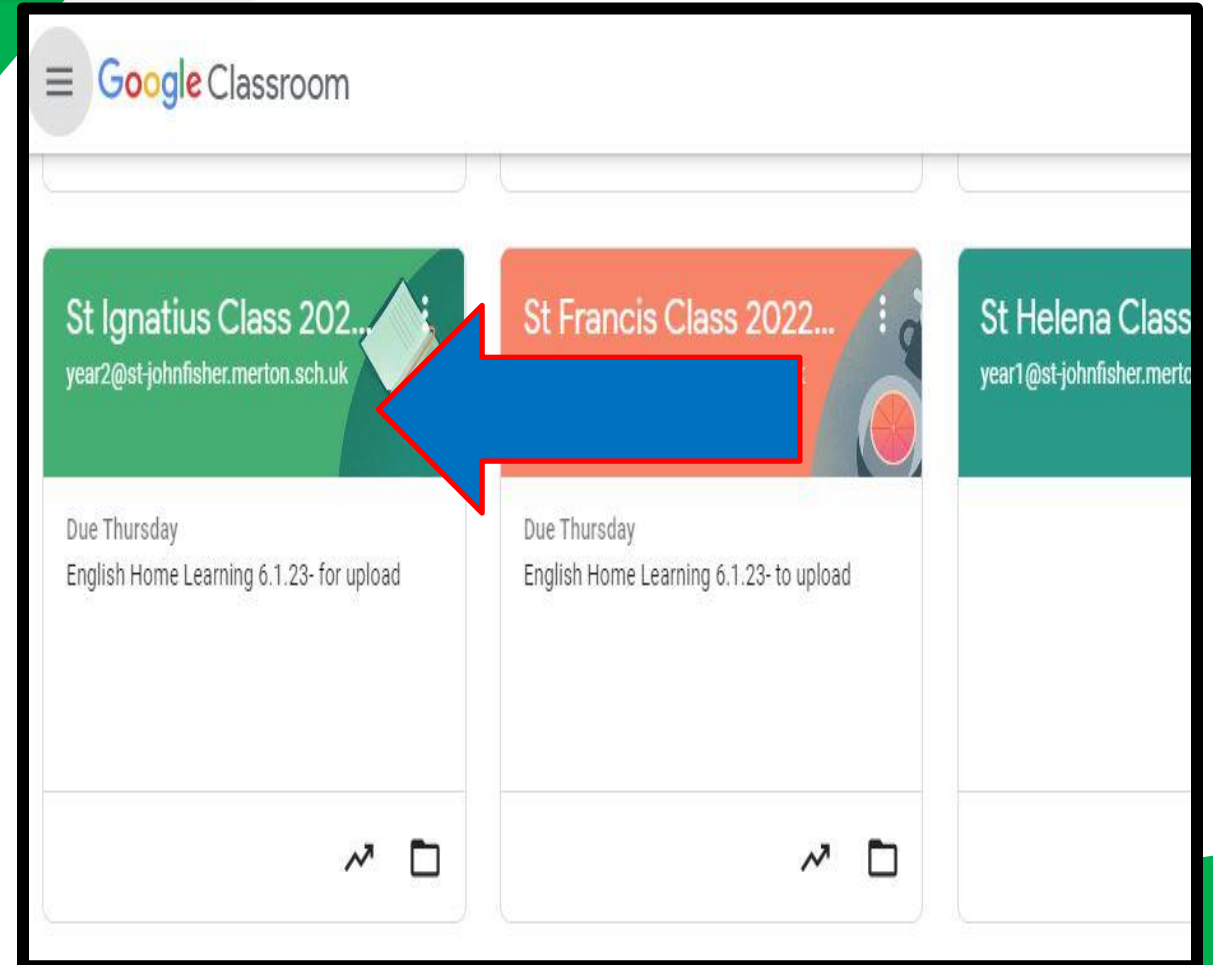 Google Classroom
St Ignatius Class 202...
year2@st-johnfisher.merton.sch.uk
Due Thursday
English Home Learning 6.1.23- for upload
St Francis Class 2022...
Due Thursday
English Home Learning 6.1.23- to upload
St Helena Class
year1@st-johnfisher.merto